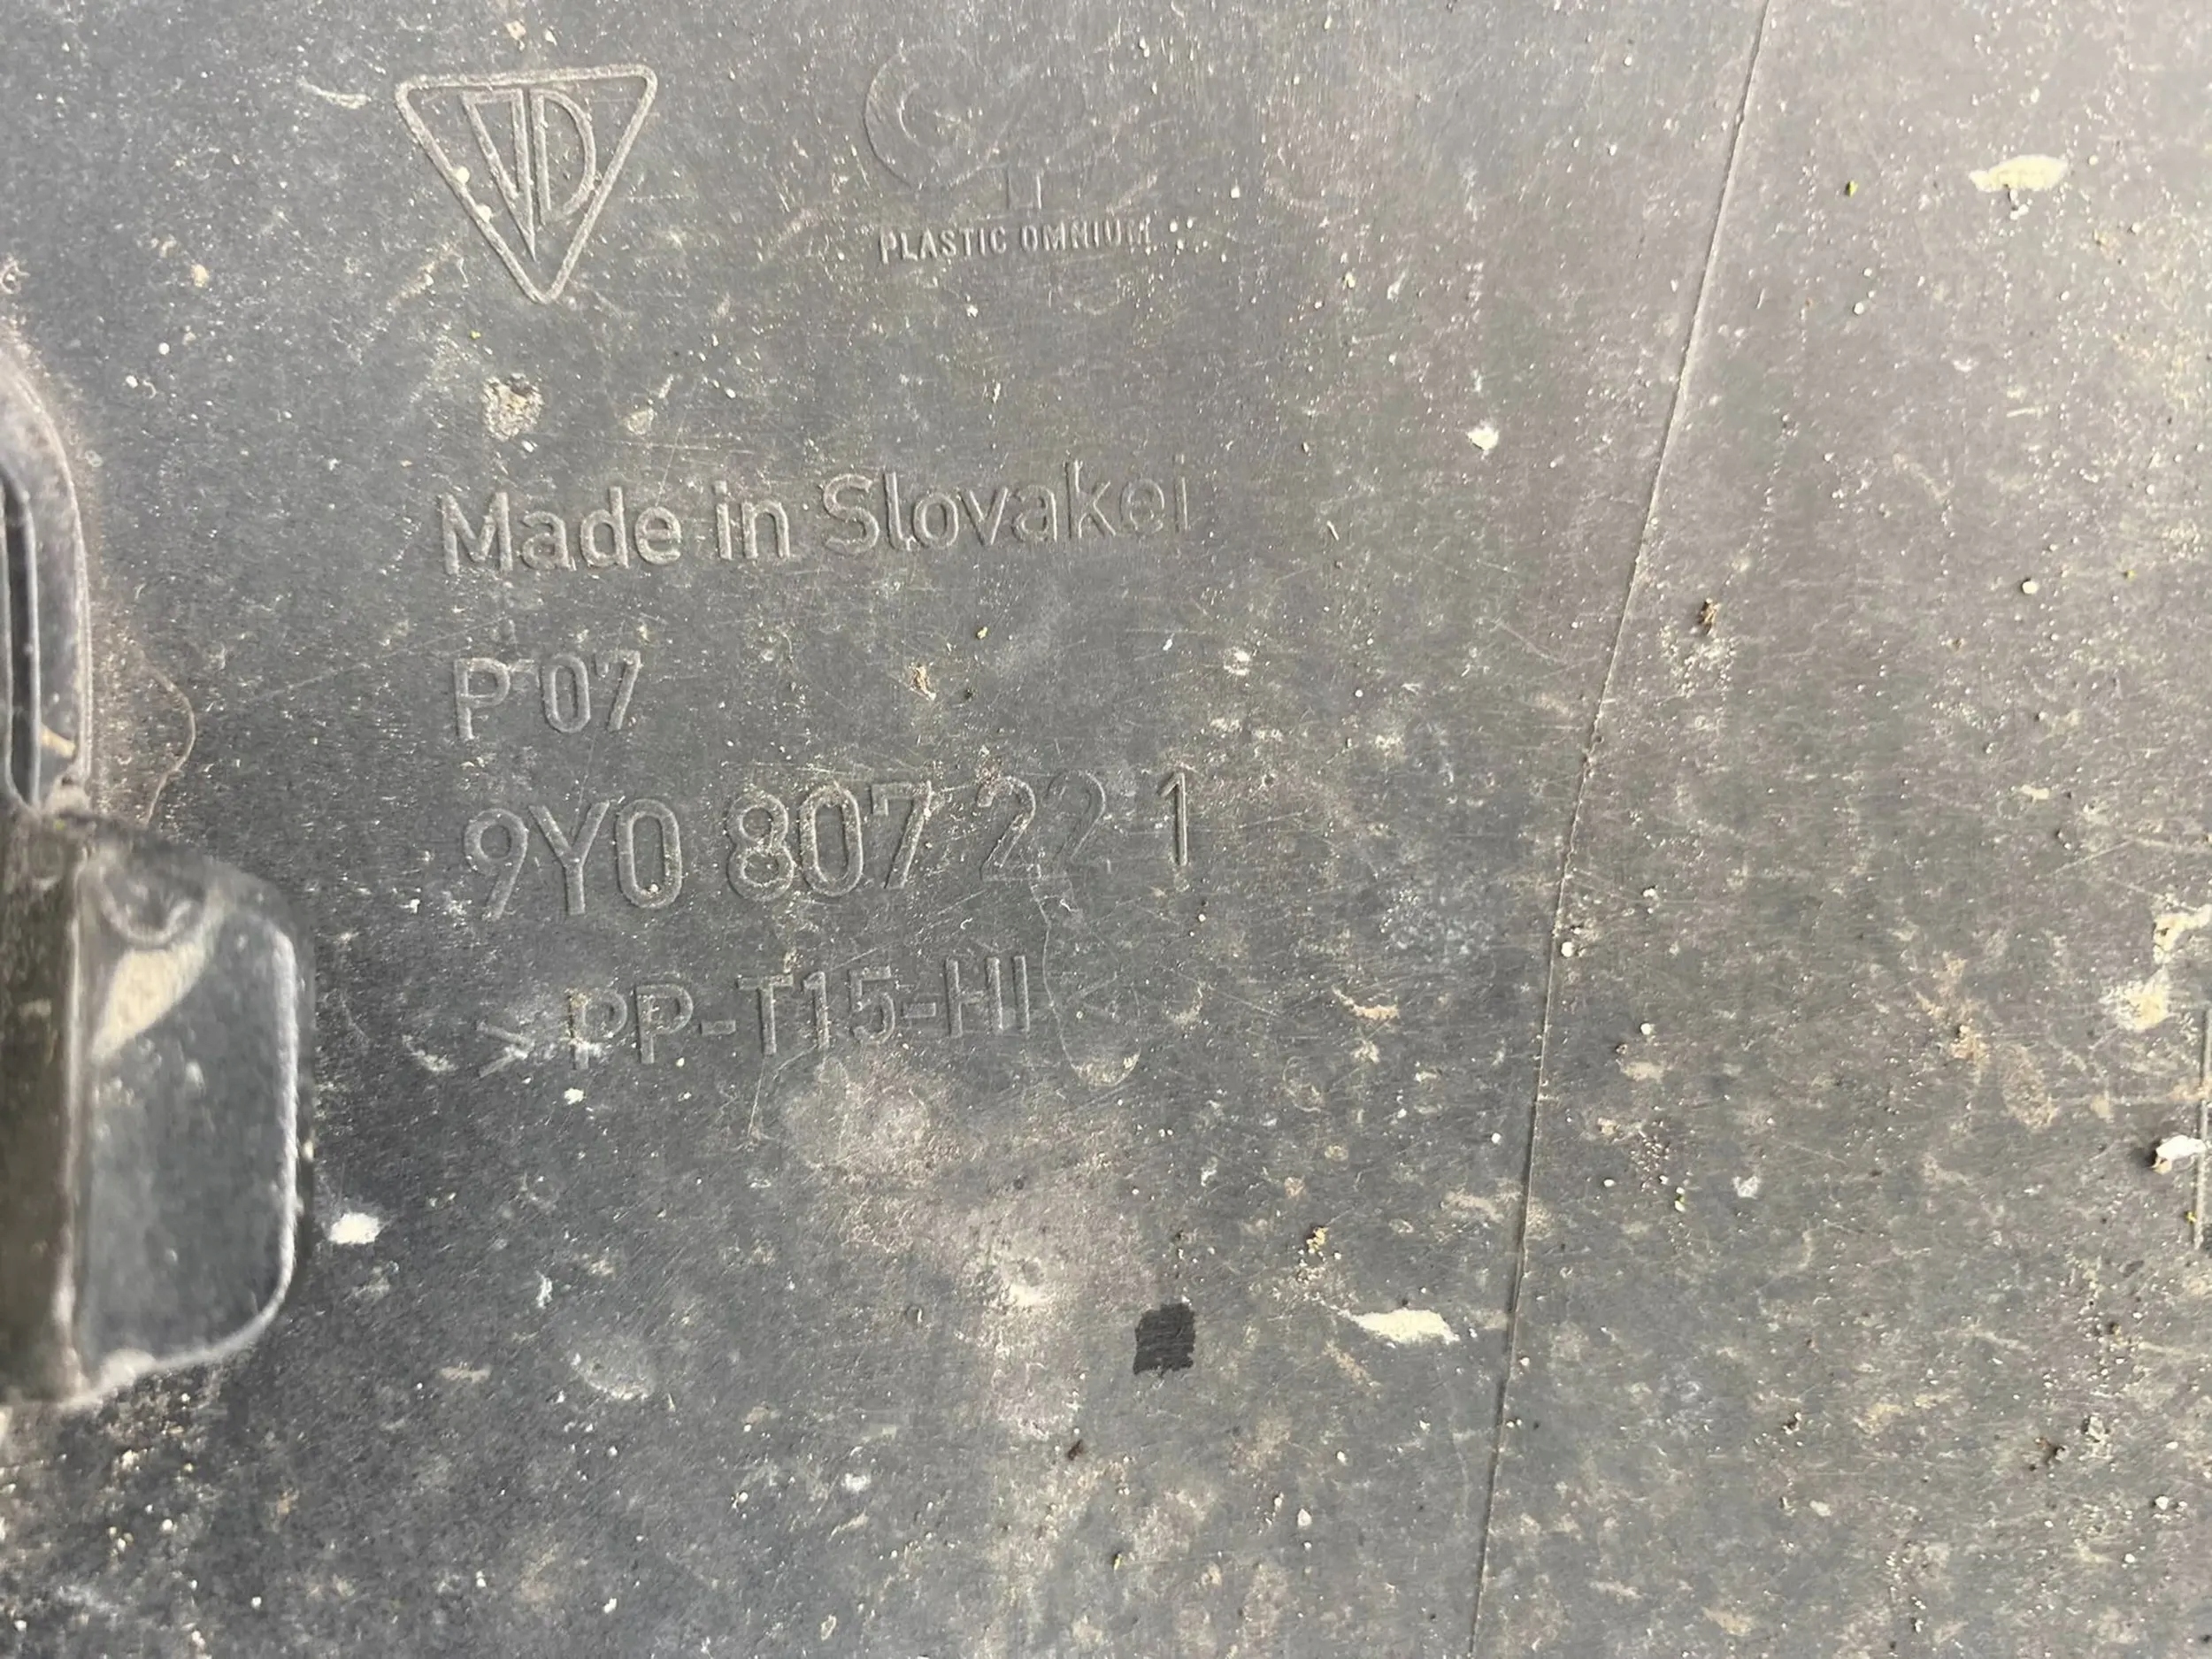 PLASTIC OMNIUM
Made in Slovakei
P 07
9Y0 807 221
>PP-T15-HI